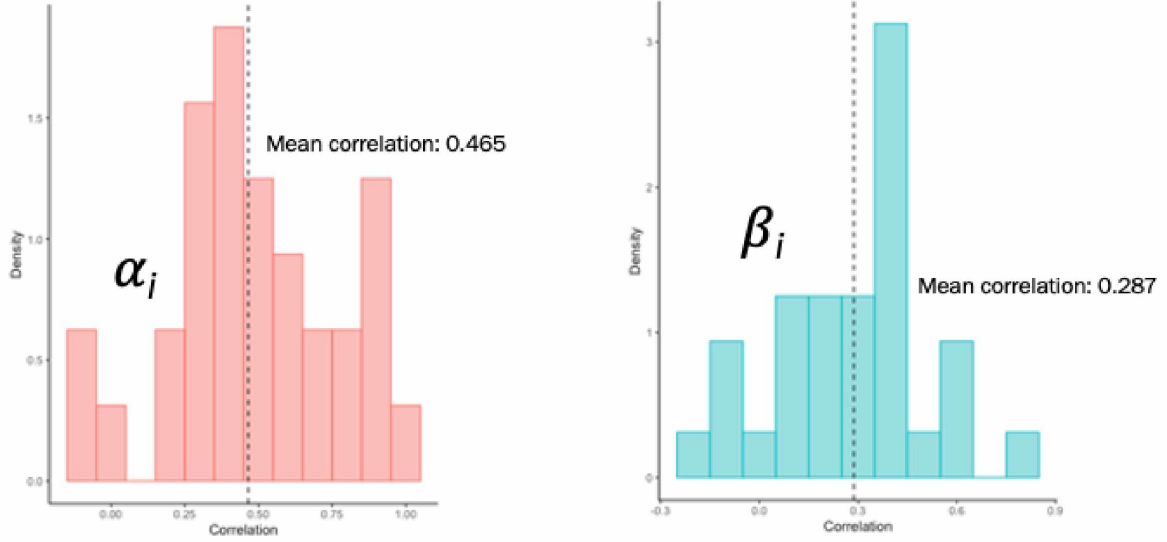 Density
1.5
1.0
0.5
0.0
αi
Mean correlation: 0.465
0.00 0.25 0.50 0.75 1.00
Correlation
Density
3
2
1
0
βi
Mean correlation: 0.287
-0.3 0.0 0.3 0.6 0.9
Correlation